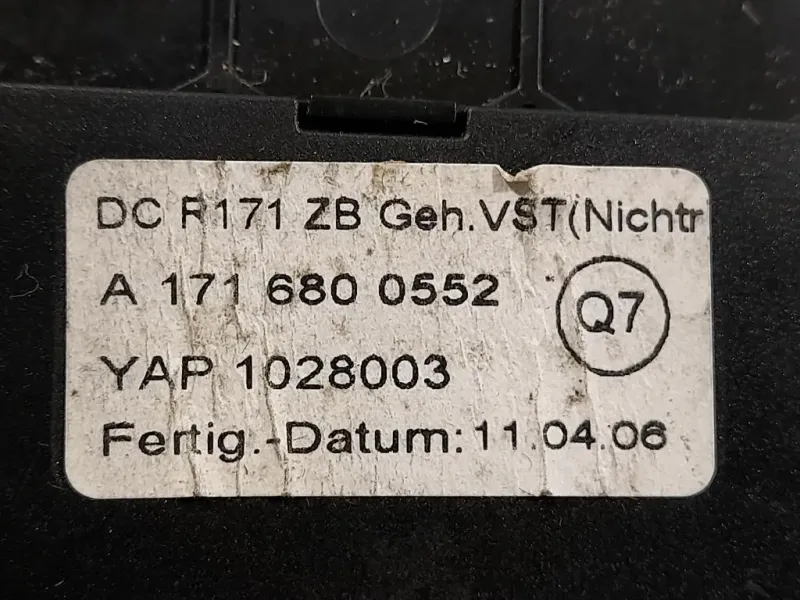 DC R171 ZB Geh.VST(Nichtr
A 171 680 0552
Q7
YAP 1028003
Fertig.-Datum: 11.04.06